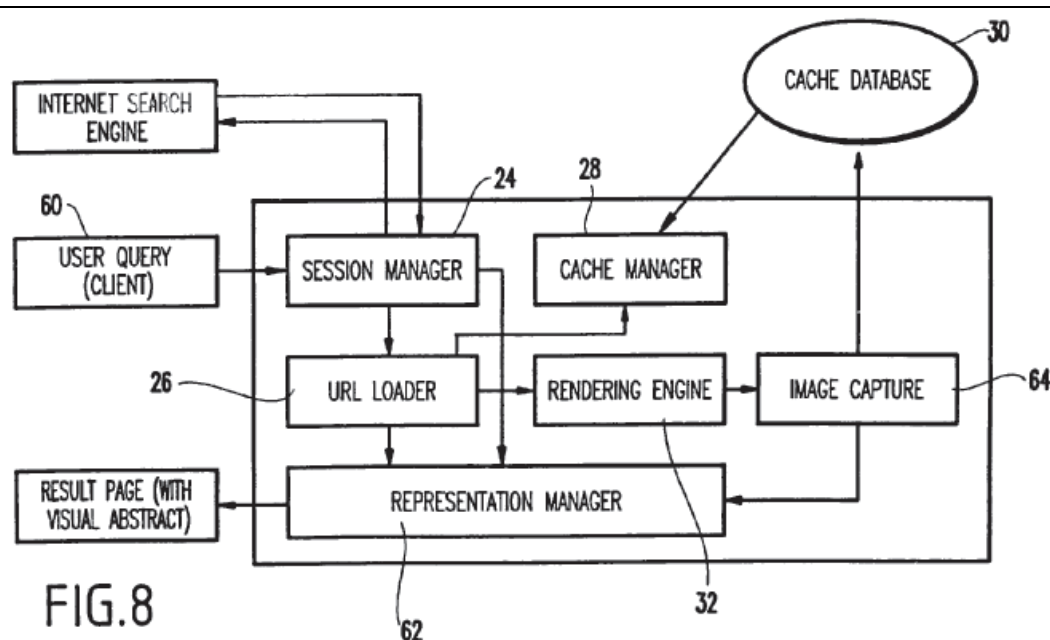 30
CACHE DATABASE
INTERNET SEARCH
ENGINE
24
28
60
USER QUERY
(CLIENT)
SESSION MANAGER
CACHE MANAGER
26
URL LOADER
RENDERING ENGINE
IMAGE CAPTURE
64
RESULT PAGE (WITH
VISUAL ABSTRACT)
REPRESENTATION MANAGER
FIG.8
62
32